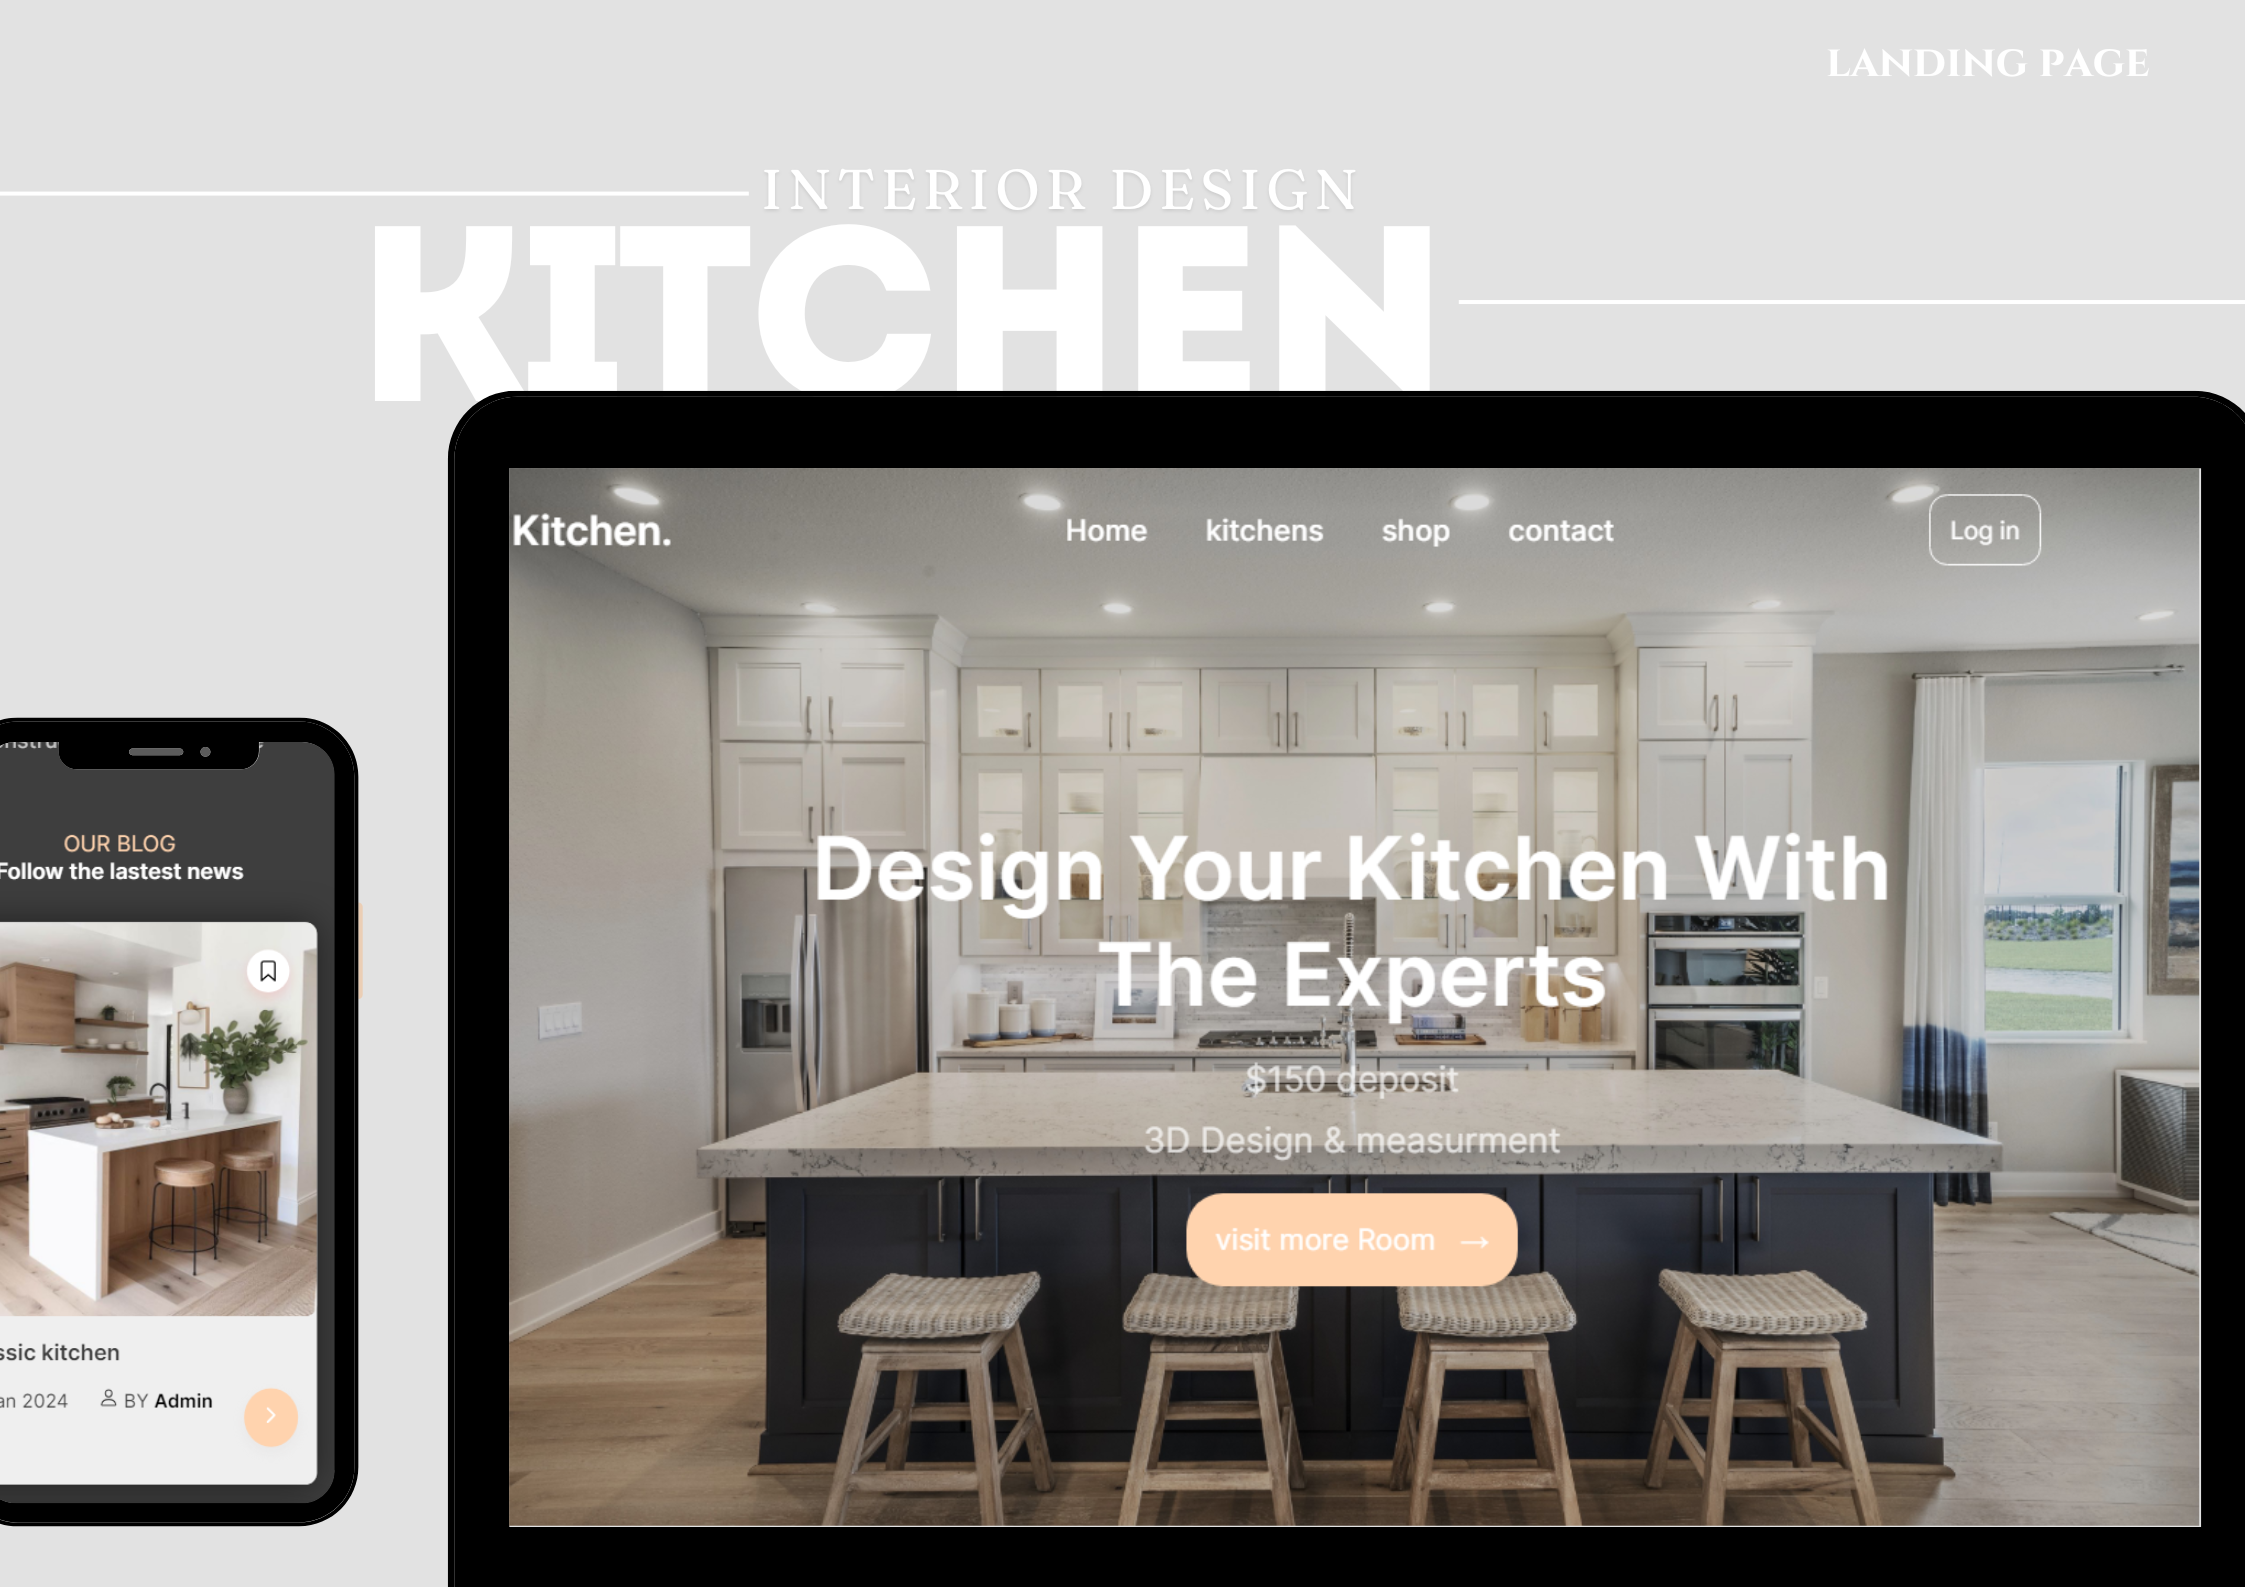 LANDING PAGE
INTERIOR DESIGN
KITCHEN
Kitchen.
Home kitchens shop contact
Log in
Design Your Kitchen With
The Experts
$150 deposit
3D Design & measurment
visit more Room →
OUR BLOG
Follow the lastest news
ssic kitchen
an 2024 BY Admin